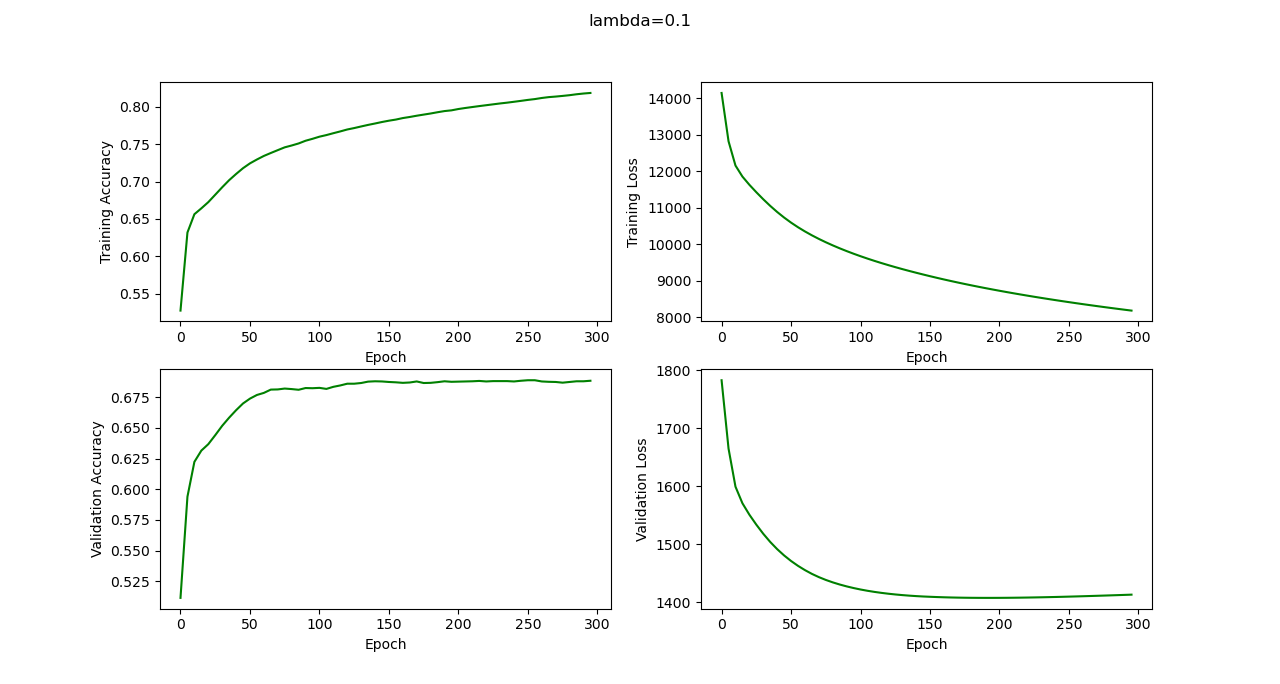 lambda=0.1
Training Accuracy
0.80
0.75
0.70
0.65
0.60
0.55
0 50 100 150 200 250 300
Epoch
Training Loss
14000
13000
12000
11000
10000
9000
8000
0 50 100 150 200 250 300
Epoch
Validation Accuracy
0.675
0.650
0.625
0.600
0.575
0.550
0.525
0 50 100 150 200 250 300
Epoch
Validation Loss
1800
1700
1600
1500
1400
0 50 100 150 200 250 300
Epoch